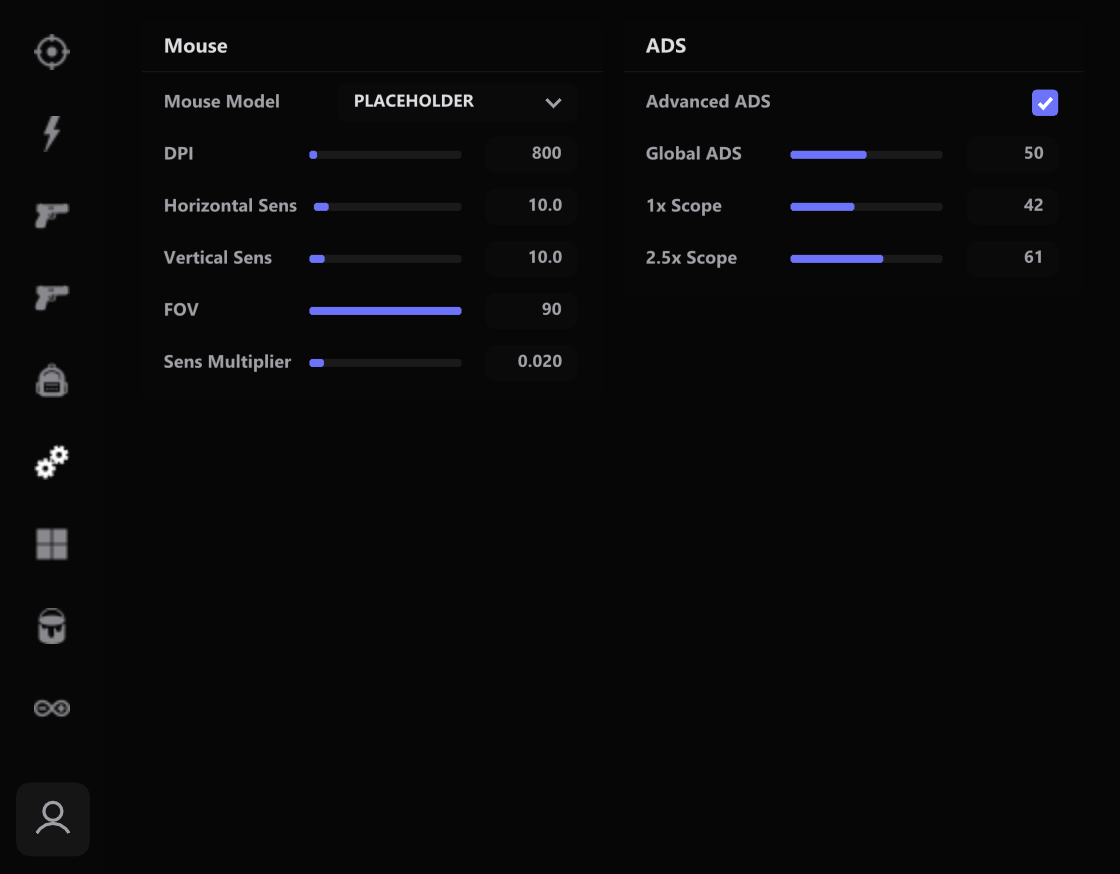 Mouse
Mouse Model PLACEHOLDER
DPI 800
Horizontal Sens 10.0
Vertical Sens 10.0
FOV 90
Sens Multiplier 0.020
ADS
Advanced ADS
Global ADS 50
1x Scope 42
2.5x Scope 61